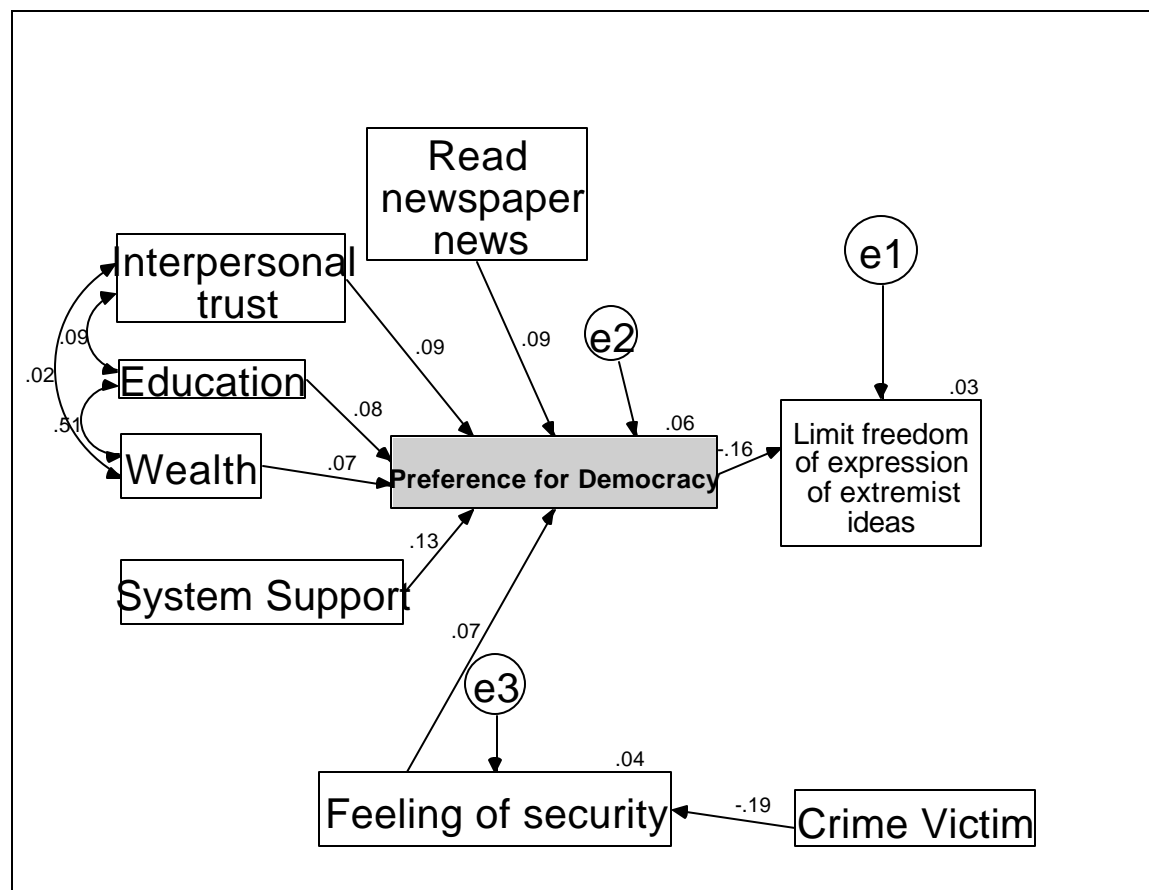 Read
newspaper
news
e1
Interpersonal
trust
e2
.09
.09
.09
.02
Education
.03
.08
.51
.06
Limit freedom
of expression
of extremist
ideas
-.16
Wealth
.07
Preference for Democracy
.13
System Support
.07
e3
.04
Feeling of security
-.19
Crime Victim